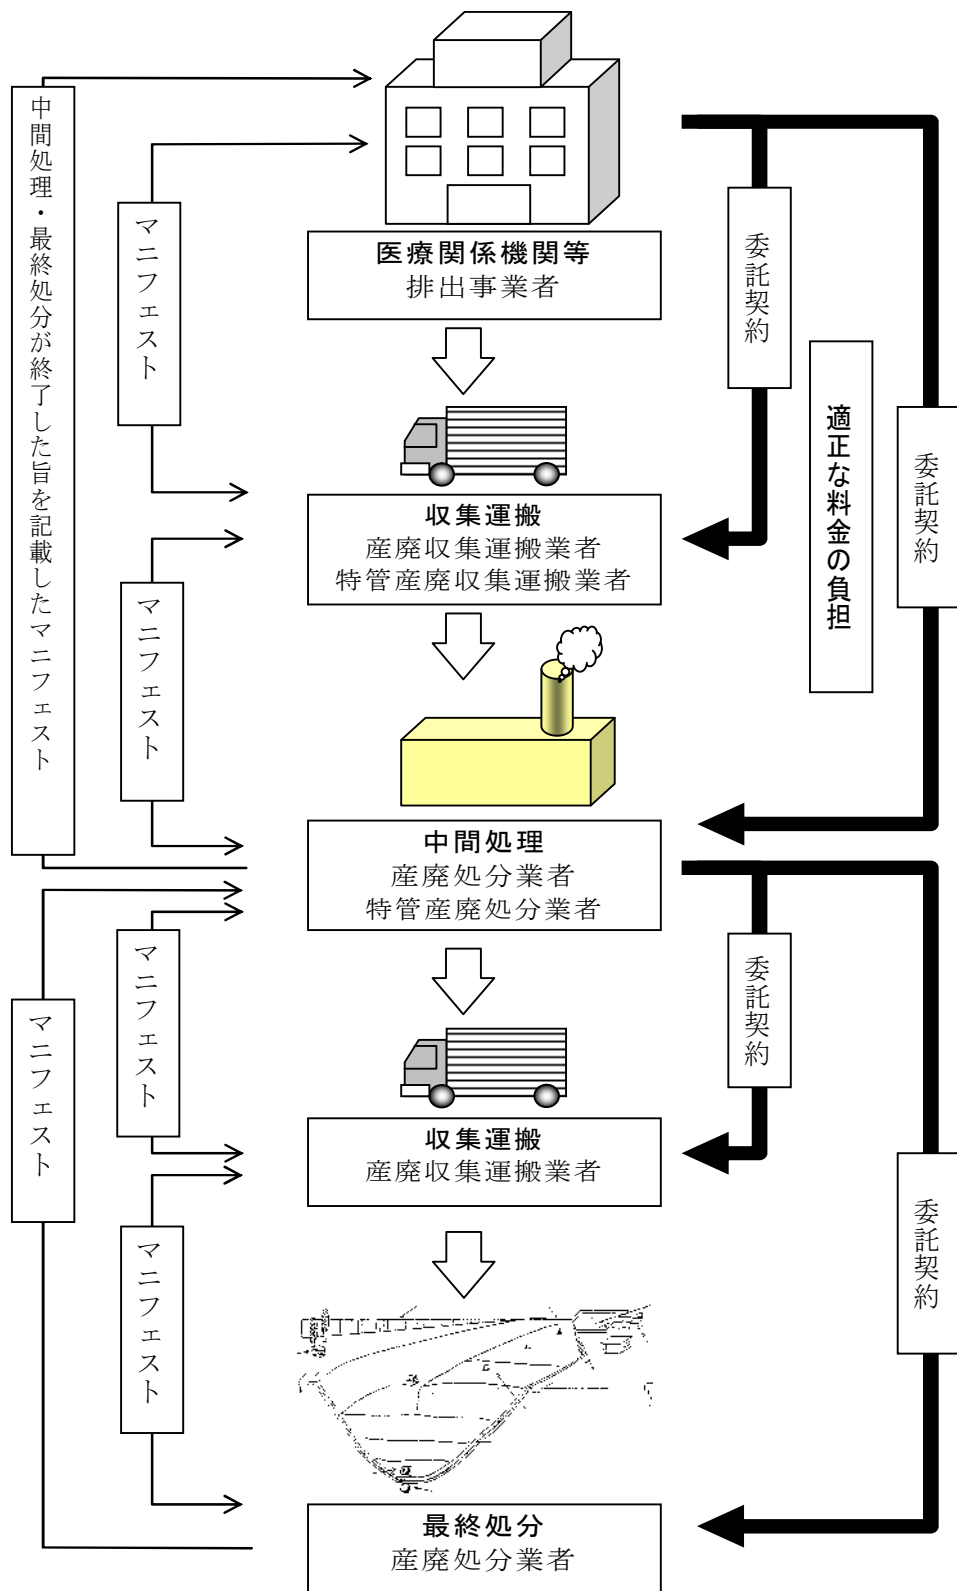 中間処理・最終処分が終了した旨を記載したマニフェスト
マニフェスト
医療関係機関等
排出事業者
委託契約
適正な料金の負担
委託契約
収集運搬
産廃収集運搬業者
特管産廃収集運搬業者
マニフェスト
中間処理
産廃処分業者
特管産廃処分業者
マニフェスト
マニフェスト
委託契約
収集運搬
産廃収集運搬業者
委託契約
マニフェスト
最終処分
産廃処分業者